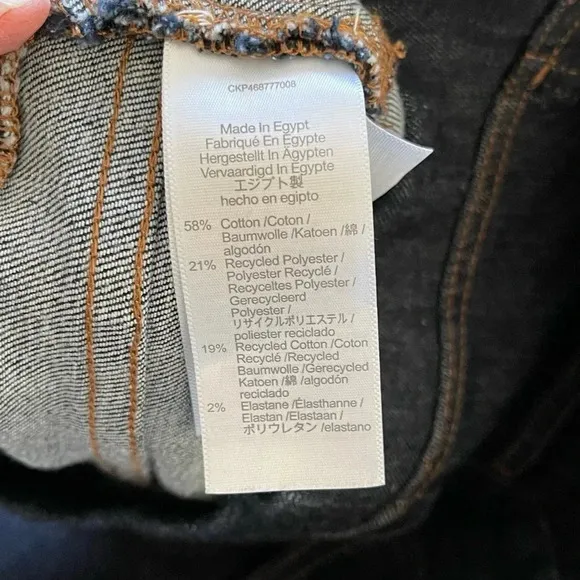 CKP468777008
Made In Egypt
Fabriqué En Égypte
Hergestellt In Ägypten
Vervaardigd In Egypte
エジプト製
hecho en egipto
58% Cotton /Coton /
Baumwolle /Katoen /綿 /
algodón
21% Recycled Polyester /
Polyester Recyclé /
Recyceltes Polyester /
Gerecycleerd
Polyester /
リサイクルポリエステル /
poliester reciclado
19% Recycled Cotton /Coton
Recyclé /Recycled
Baumwolle /Gerecycled
Katoen /綿 /algodón
reciclado
2% Elastane /Élasthanne /
Elastan /Elastaan /
ポリウレタン /elastano